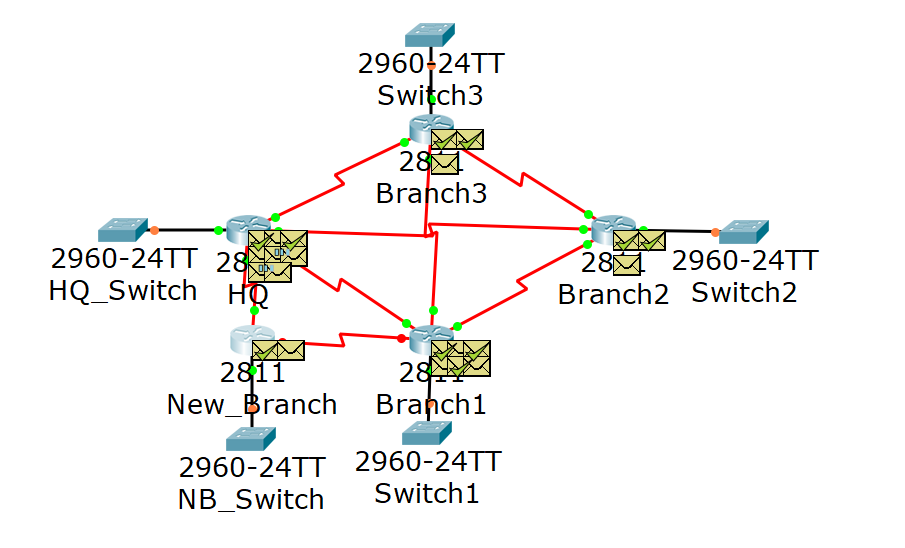 2960-24TT
Switch3
Branch3
2960-24TT
HQ_Switch
HQ
Branch2
2960-24TT
Switch2
2811
New_Branch
Branch1
2960-24TT
NB_Switch
2960-24TT
Switch1